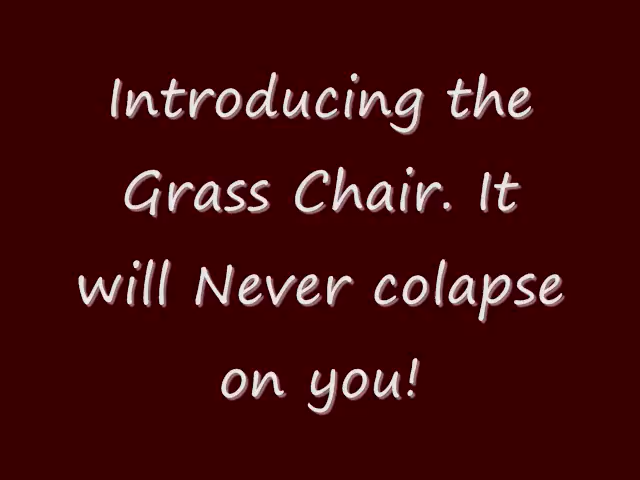 Introducing the
Grass Chair. It
will Never colapse
on you!